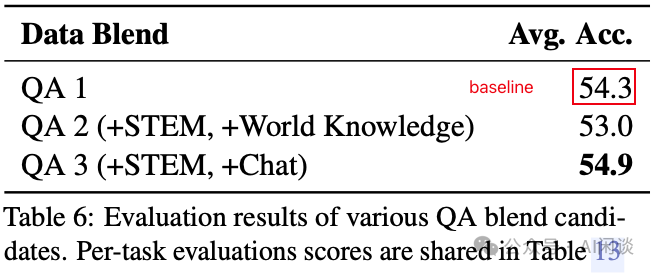 Data Blend Avg. Acc.
QA 1 baseline 54.3
QA 2 (+STEM, +World Knowledge) 53.0
QA 3 (+STEM, +Chat) 54.9
Table 6: Evaluation results of various QA blend candi-
dates. Per-task evaluations scores are shared in Table 13
公众号 · AI闲谈